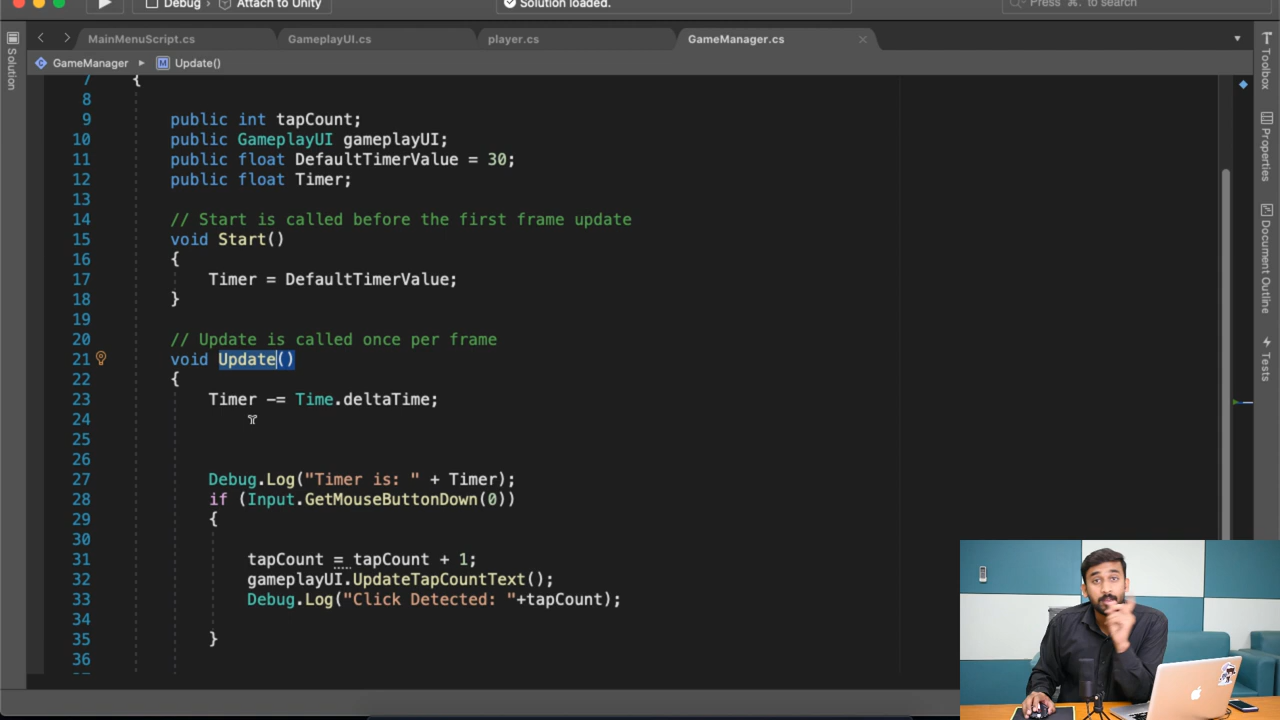 Debug
Attach to Unity
Solution loaded.
Press ⌘. to search
MainMenuScript.cs
GameplayUI.cs
player.cs
GameManager.cs
GameManager
Update()
Solution
Toolbox
Properties
Document Outline
Tests
7 {
8
9 public int tapCount;
10 public GameplayUI gameplayUI;
11 public float DefaultTimerValue = 30;
12 public float Timer;
13
14 // Start is called before the first frame update
15 void Start()
16 {
17 Timer = DefaultTimerValue;
18 }
19
20 // Update is called once per frame
21 void Update()
22 {
23 Timer -= Time.deltaTime;
24
25
26
27 Debug.Log("Timer is: " + Timer);
28 if (Input.GetMouseButtonDown(0))
29 {
30
31 tapCount = tapCount + 1;
32 gameplayUI.UpdateTapCountText();
33 Debug.Log("Click Detected: "+tapCount);
34
35 }
36